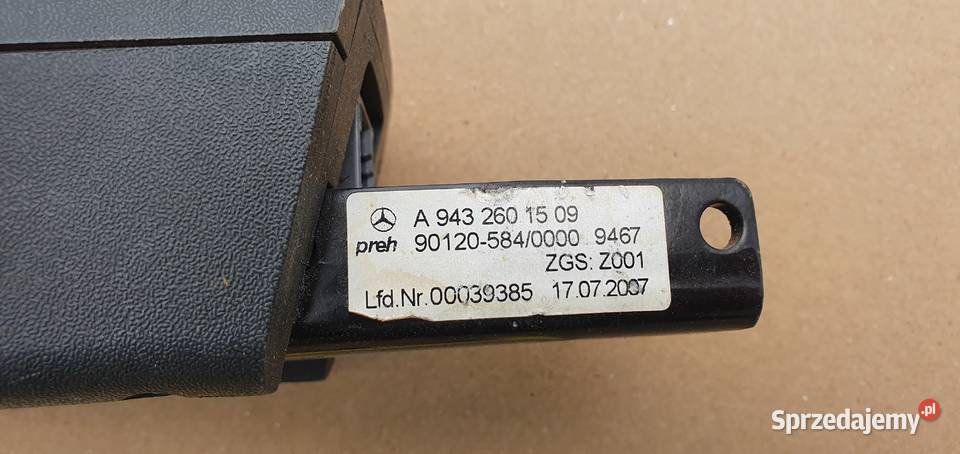 A 943 260 15 09
preh 90120-584/0000 9467
ZGS: Z001
Lfd.Nr.00039385 17.07.2007
Sprzedajemy.pl